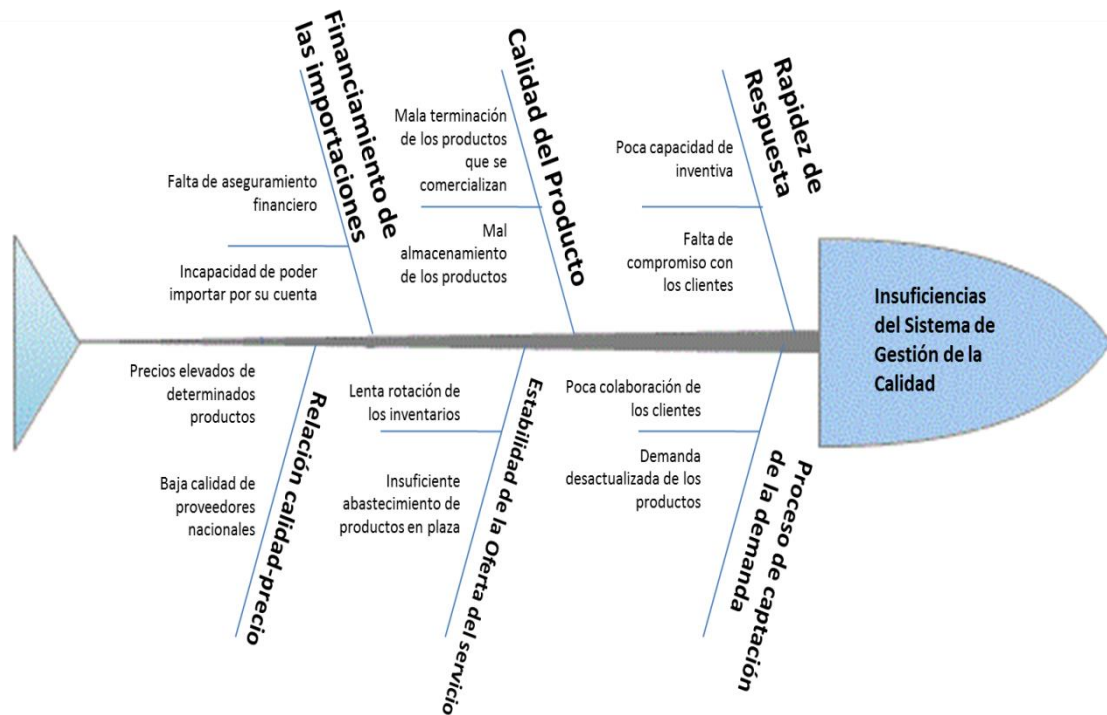 Financiamiento de
las importaciones
Falta de aseguramiento
financiero
Incapacidad de poder
importar por su cuenta
Calidad del Producto
Mala terminación
de los productos
que se
comercializan
Mal
almacenamiento
de los productos
Rapidez de
Respuesta
Poca capacidad de
inventiva
Falta de
compromiso con
los clientes
Insuficiencias
del Sistema de
Gestión de la
Calidad
Precios elevados de
determinados
productos
Baja calidad de
proveedores
nacionales
Relación calidad-precio
Lenta rotación de
los inventarios
Insuficiente
abastecimiento de
productos en plaza
Estabilidad de la Oferta del servicio
Poca colaboración de
los clientes
Demanda
desactualizada de los
productos
Proceso de captación
de la demanda